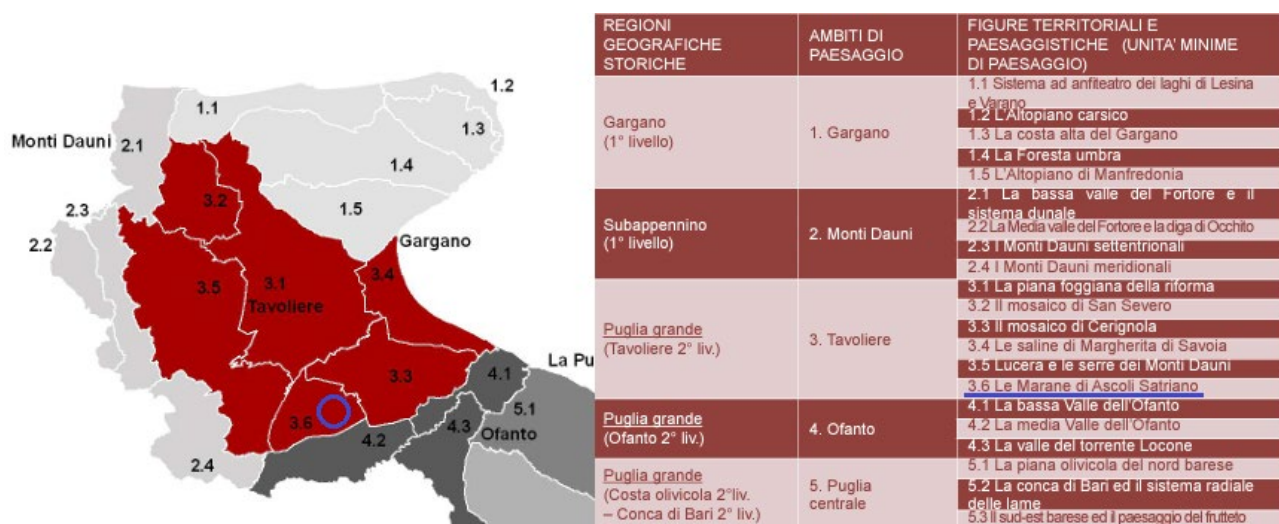 1.2
1.1
1.3
Monti Dauni
2.1
1.4
3.2
1.5
2.3
2.2
Gargano
3.4
3.5
3.1
Tavoliere
La Pu
3.3
4.1
3.6
5.1
4.3
Ofanto
4.2
2.4
REGIONI
GEOGRAFICHE
STORICHE
AMBITI DI
PAESAGGIO
FIGURE TERRITORIALI E
PAESAGGISTICHE (UNITA' MINIME
DI PAESAGGIO)
Gargano
(1° livello)
1. Gargano
1.1 Sistema ad anfiteatro dei laghi di Lesina
e Varano
1.2 L'Altopiano carsico
1.3 La costa alta del Gargano
1.4 La Foresta umbra
1.5 L'Altopiano di Manfredonia
Subappennino
(1° livello)
2. Monti Dauni
2.1 La bassa valle del Fortore e il
sistema dunale
2.2 La Media valle del Fortore e la diga di Occhito
2.3 I Monti Dauni settentrionali
2.4 I Monti Dauni meridionali
Puglia grande
(Tavoliere 2° liv.)
3. Tavoliere
3.1 La piana foggiana della riforma
3.2 Il mosaico di San Severo
3.3 Il mosaico di Cerignola
3.4 Le saline di Margherita di Savoia
3.5 Lucera e le serre dei Monti Dauni
3.6 Le Marane di Ascoli Satriano
Puglia grande
(Ofanto 2° liv.)
4. Ofanto
4.1 La bassa Valle dell'Ofanto
4.2 La media Valle dell'Ofanto
4.3 La valle del torrente Locone
Puglia grande
(Costa olivicola 2°liv.
– Conca di Bari 2° liv.)
5. Puglia
centrale
5.1 La piana olivicola del nord barese
5.2 La conca di Bari ed il sistema radiale
delle lame
5.3 Il sud-est barese ed il paesaggio del frutteto